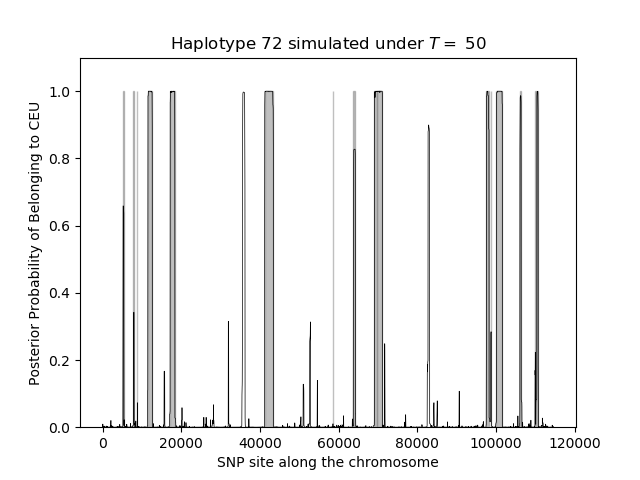 Haplotype 72 simulated under T = 50
Posterior Probability of Belonging to CEU
1.0
0.8
0.6
0.4
0.2
0.0
0 20000 40000 60000 80000 100000 120000
SNP site along the chromosome